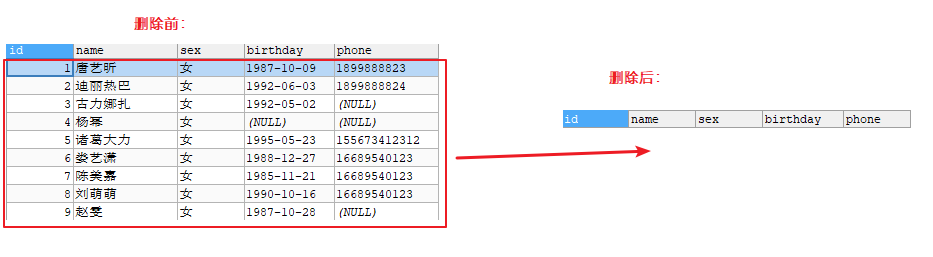 删除前：
id name sex birthday phone
1 唐艺昕 女 1987-10-09 1899888823
2 迪丽热巴 女 1992-06-03 1899888824
3 古力娜扎 女 1992-05-02 (NULL)
4 杨幂 女 (NULL) (NULL)
5 诸葛大力 女 1995-05-23 155673412312
6 娄艺潇 女 1988-12-27 16689540123
7 陈美嘉 女 1985-11-21 16689540123
8 刘萌萌 女 1990-10-16 16689540123
9 赵雯 女 1987-10-28 (NULL)
删除后：
id name sex birthday phone